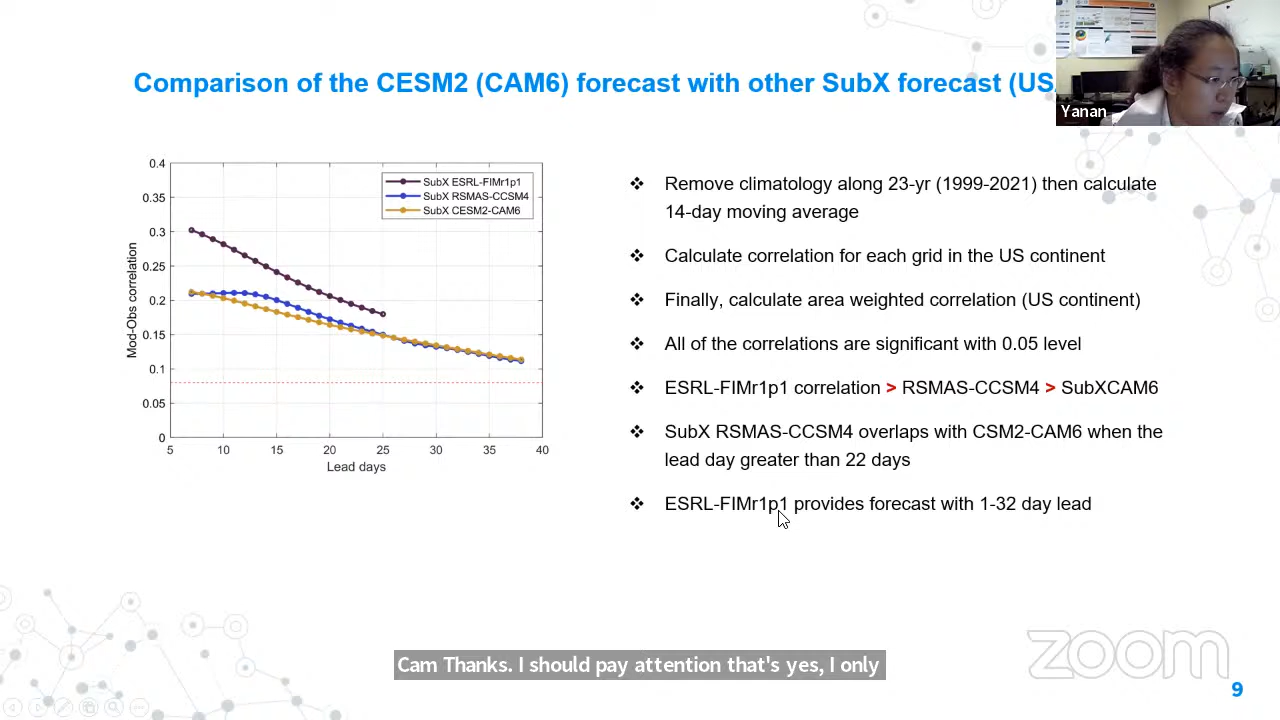 Comparison of the CESM2 (CAM6) forecast with other SubX forecast (US
Yanan
0.4
0.35
0.3
0.25
0.2
0.15
0.1
0.05
0
Mod-Obs correlation
SubX ESRL-FIMr1p1
SubX RSMAS-CCSM4
SubX CESM2-CAM6
5 10 15 20 25 30 35 40
Lead days
Remove climatology along 23-yr (1999-2021) then calculate
14-day moving average
Calculate correlation for each grid in the US continent
Finally, calculate area weighted correlation (US continent)
All of the correlations are significant with 0.05 level
ESRL-FIMr1p1 correlation > RSMAS-CCSM4 > SubXCAM6
SubX RSMAS-CCSM4 overlaps with CSM2-CAM6 when the
lead day greater than 22 days
ESRL-FIMr1p1 provides forecast with 1-32 day lead
Cam Thanks. I should pay attention that's yes, I only
zoom
9